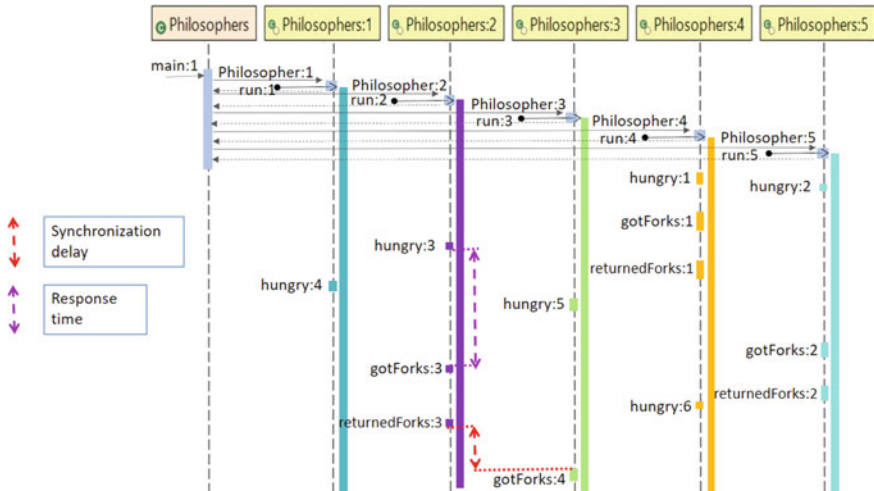 Philosophers
Philosophers:1
Philosophers:2
Philosophers:3
Philosophers:4
Philosophers:5
main:1
Philosopher:1
run:1
Philosopher:2
run:2
Philosopher:3
run:3
Philosopher:4
run:4
Philosopher:5
run:5
hungry:1
hungry:2
gotForks:1
Synchronization
delay
hungry:3
returnedForks:1
hungry:4
Response
time
hungry:5
gotForks:2
gotForks:3
returnedForks:2
hungry:6
returnedForks:3
gotForks:4